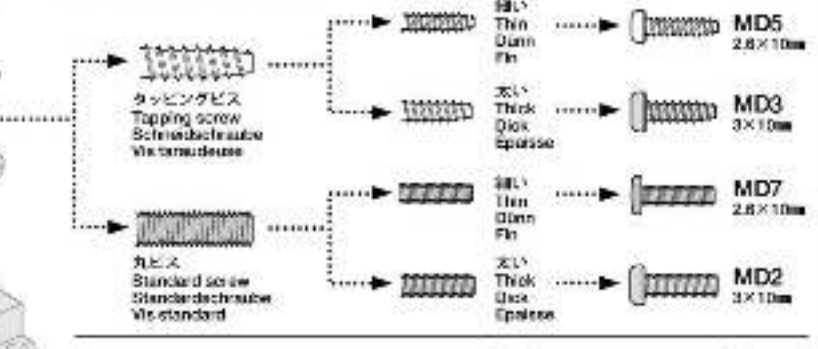 細い
Thin
Dünn
Fin
MD5
2.6×10㎜
タッピングビス
Tapping screw
Schneidschraube
Vis taraudeuse
太い
Thick
Dick
Epaisse
MD3
3×10㎜
細い
Thin
Dünn
Fin
MD7
2.6×10㎜
丸ビス
Standard screw
Standardschraube
Vis standard
太い
Thick
Dick
Epaisse
MD2
3×10㎜